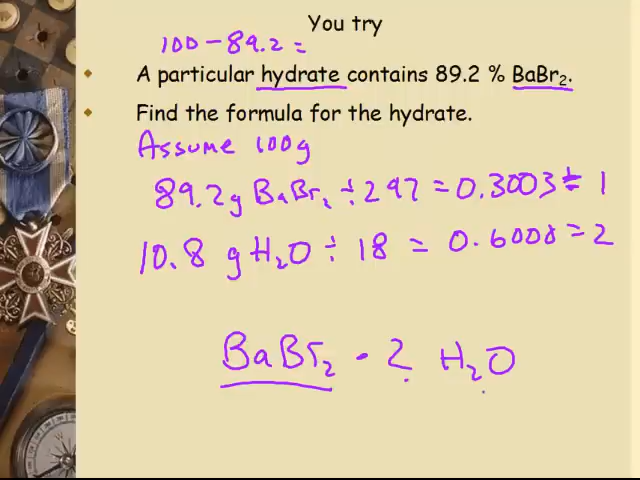 You try
100 - 89.2 =
A particular hydrate contains 89.2 % BaBr₂.
Find the formula for the hydrate.
Assume 100g
89.2g BaBr₂ ÷ 297 = 0.3003 ÷ = 1
10.8 g H₂O ÷ 18 = 0.6000 = 2
BaBr₂ • 2 H₂O